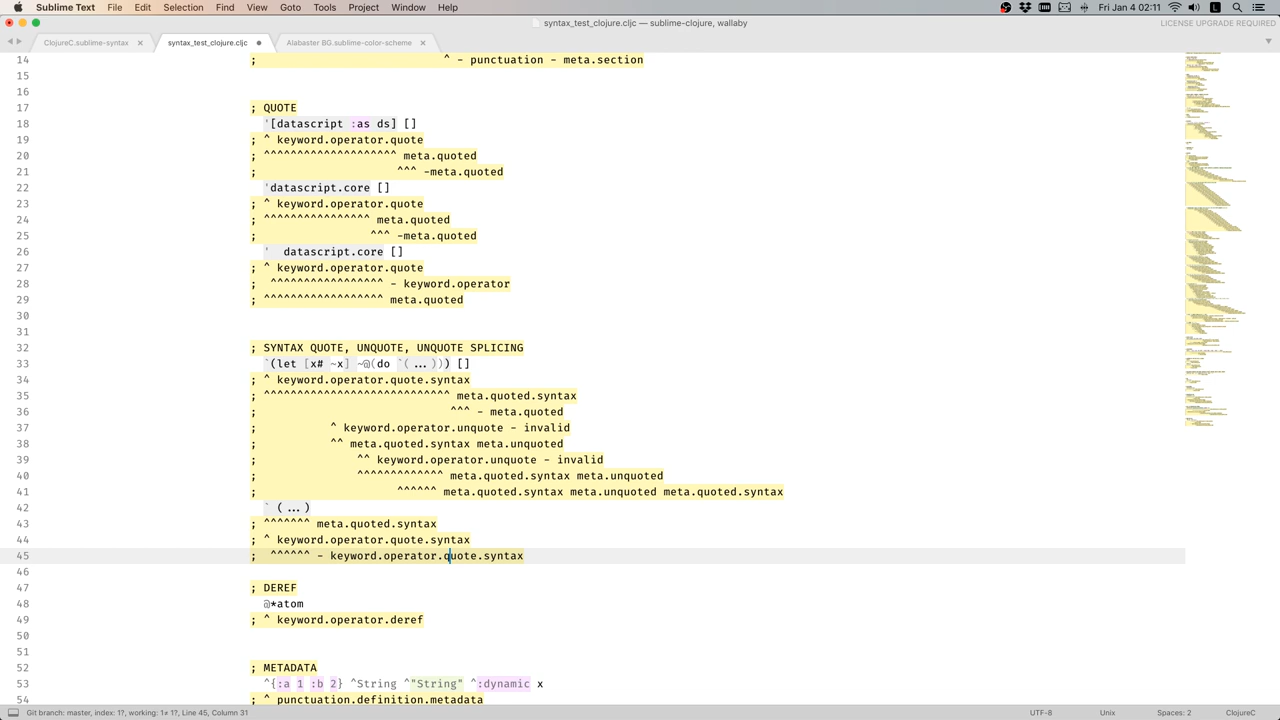 Sublime Text File Edit Selection Find View Goto Tools Project Window Help Fri Jan 4 02:11
syntax_test_clojure.cljc — sublime-clojure, wallaby LICENSE UPGRADE REQUIRED
ClojureC.sublime-syntax syntax_test_clojure.cljc Alabaster BG.sublime-color-scheme
14 ; ^ - punctuation - meta.section
15
16
17 ; QUOTE
18 '[datascript :as ds] []
19 ; ^ keyword.operator.quote
20 ; ^^^^^^^^^^^^^^^^^^^^ meta.quoted
21 ; ^^^ - meta.quoted
22 'datascript.core []
23 ; ^ keyword.operator.quote
24 ; ^^^^^^^^^^^^^^^^ meta.quoted
25 ; ^^^ -meta.quoted
26 '  datascript.core []
27 ; ^ keyword.operator.quote
28 ;  ^^^^^^^^^^^^^^^^^ - keyword.operator
29 ; ^^^^^^^^^^^^^^^^^^ meta.quoted
30
31
32 ; SYNTAX QUOTE, UNQUOTE, UNQUOTE SPLING
33 `(let [x ~x] ~@(do `(...))) []
34 ; ^ keyword.operator.quote.syntax
35 ; ^^^^^^^^^^^^^^^^^^^^^^^^^^^^ meta.quoted.syntax
36 ; ^^^ - meta.quoted
37 ; ^ keyword.operator.unquote - invalid
38 ; ^^ meta.quoted.syntax meta.unquoted
39 ; ^^ keyword.operator.unquote - invalid
40 ; ^^^^^^^^^^^^^ meta.quoted.syntax meta.unquoted
41 ; ^^^^^^ meta.quoted.syntax meta.unquoted meta.quoted.syntax
42 ` (...)
43 ; ^^^^^^^ meta.quoted.syntax
44 ; ^ keyword.operator.quote.syntax
45 ;  ^^^^^^ - keyword.operator.quote.syntax
46
47 ; DEREF
48 @*atom
49 ; ^ keyword.operator.deref
50
51
52 ; METADATA
53 ^{:a 1 :b 2} ^String ^"String" ^:dynamic x
54 ; ^ punctuation.definition.metadata
Git branch: master, index: 1?, working: 1≠ 1?, Line 45, Column 31 UTF-8 Unix Spaces: 2 ClojureC